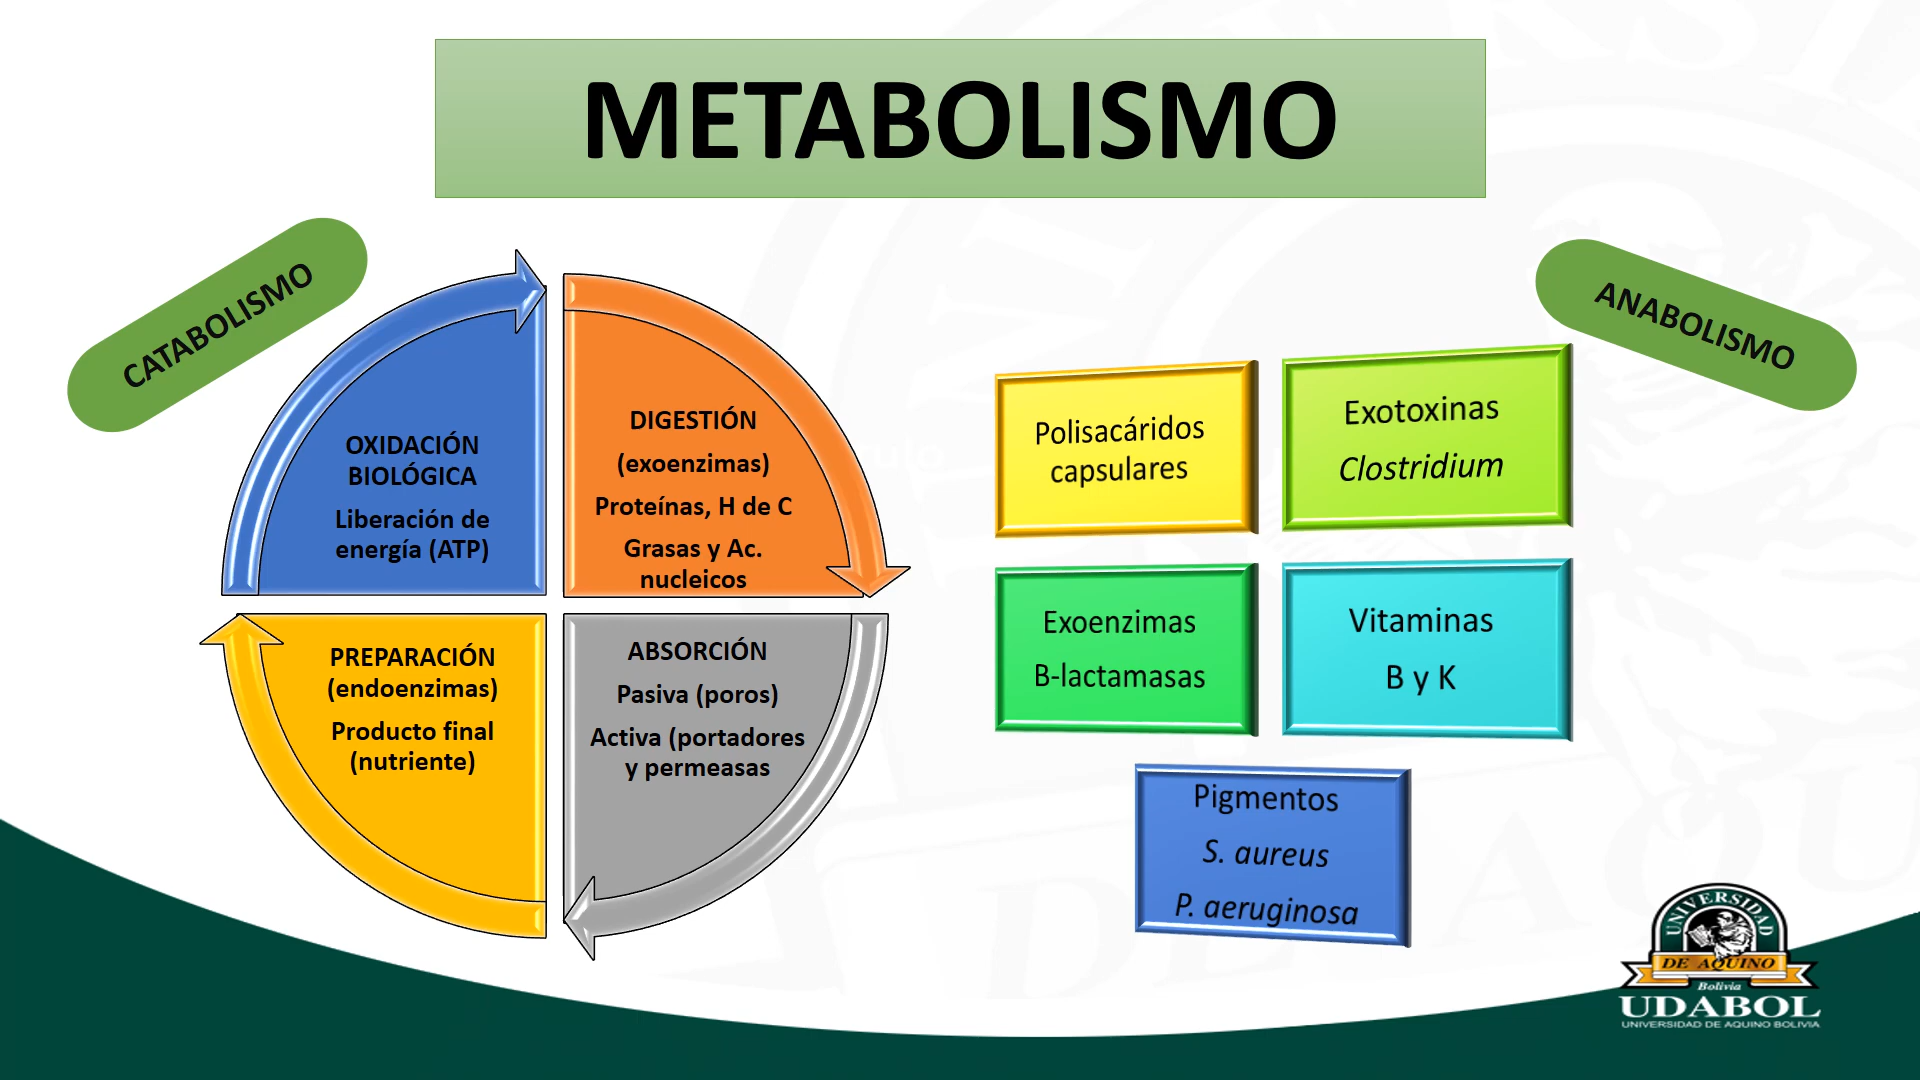 METABOLISMO
CATABOLISMO
OXIDACIÓN
BIOLÓGICA
Liberación de
energía (ATP)
DIGESTIÓN
(exoenzimas)
Proteínas, H de C
Grasas y Ac.
nucleicos
PREPARACIÓN
(endoenzimas)
Producto final
(nutriente)
ABSORCIÓN
Pasiva (poros)
Activa (portadores
y permeasas
ANABOLISMO
Polisacáridos
capsulares
Exotoxinas
Clostridium
Exoenzimas
B-lactamasas
Vitaminas
B y K
Pigmentos
S. aureus
P. aeruginosa
UNIVERSIDAD
DE AQUINO
Bolivia
UDABOL
UNIVERSIDAD DE AQUINO BOLIVIA